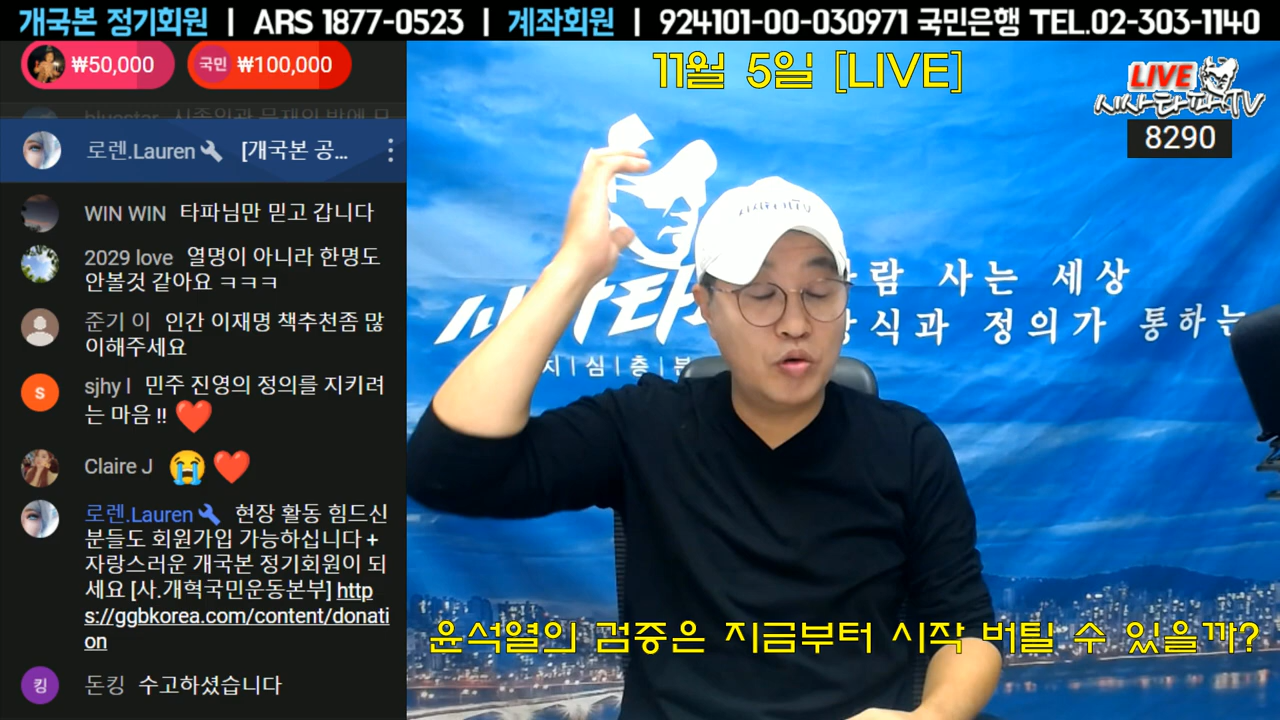 개국본 정기회원 | ARS 1877-0523 | 계좌회원 | 924101-00-030971 국민은행 TEL.02-303-1140
₩50,000
국민 ₩100,000
11월 5일 [LIVE]
LIVE
시사타파TV
8290
로렌.Lauren [개국본 공...
WIN WIN 타파님만 믿고 갑니다
2029 love 열명이 아니라 한명도
안볼것 같아요 ㅋㅋㅋ
준기 이 인간 이재명 책추천좀 많
이해주세요
s sjhy l 민주 진영의 정의를 지키려
는 마음 !! ❤️
Claire J 😭❤️
로렌.Lauren 현장 활동 힘드신
분들도 회원가입 가능하십니다 +
자랑스러운 개국본 정기회원이 되
세요 [사.개혁국민운동본부] http
s://ggbkorea.com/content/donati
on
킹 돈킹 수고하셨습니다
시사타
치|심|층|분
람 사는 세상
상식과 정의가 통하는
윤석열의 검증은 지금부터 시작 버틸 수 있을까?